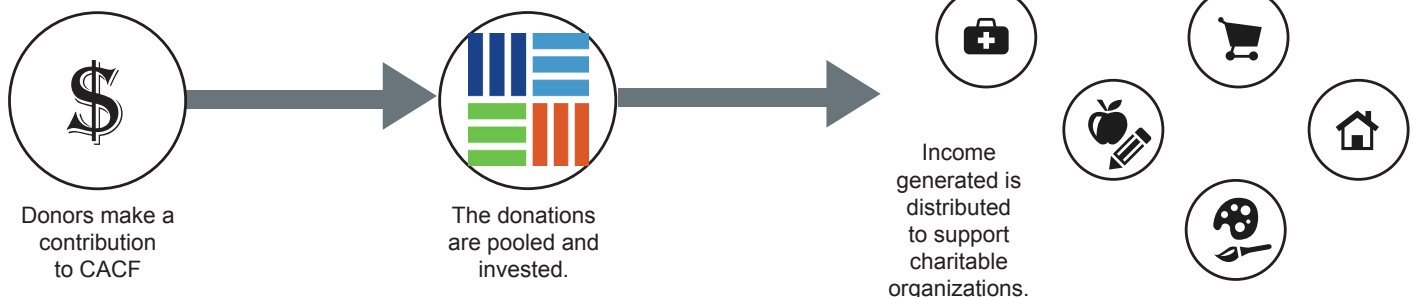 Donors make a
contribution
to CACF
The donations
are pooled and
invested.
Income
generated is
distributed
to support
charitable
organizations.